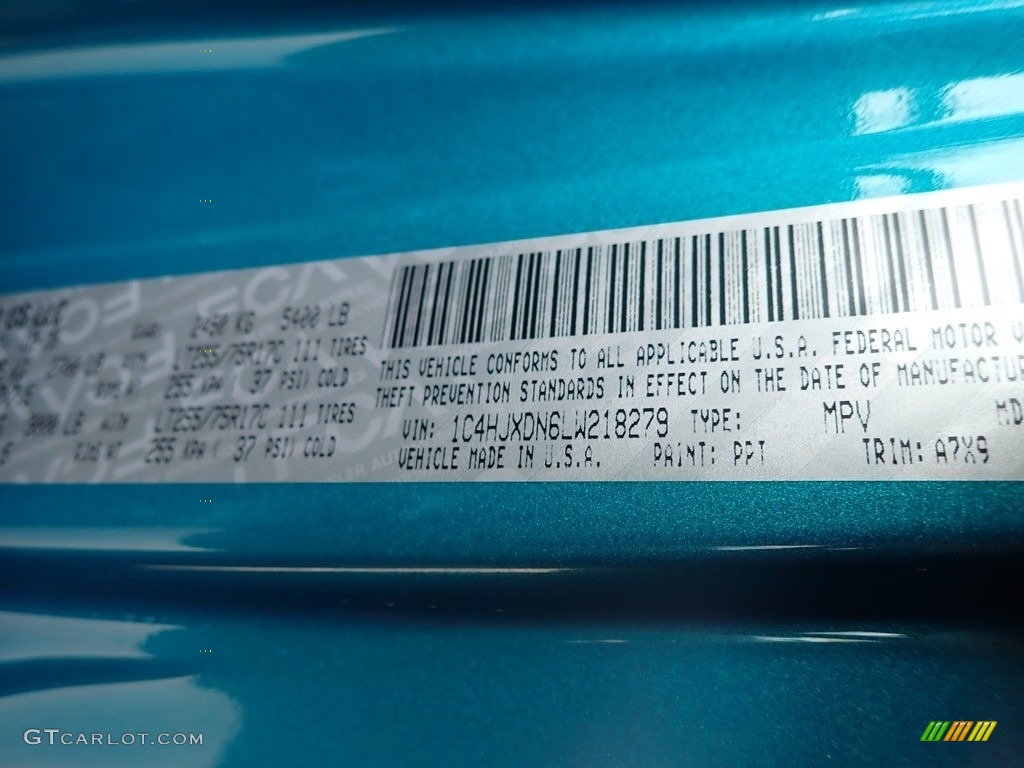 5400 LB
LT255/75R17C 111 TIRES
255 KPA ( 37 PSI) COLD
LT255/75R17C 111 TIRES
255 KPA ( 37 PSI) COLD
THIS VEHICLE CONFORMS TO ALL APPLICABLE U.S.A. FEDERAL MOTOR
THEFT PREVENTION STANDARDS IN EFFECT ON THE DATE OF MANUFACTUR
VIN: 1C4HJXDN6LW218279 TYPE: MPV MD
VEHICLE MADE IN U.S.A. PAINT: PPT TRIM: A7X9
GTCARLOT.COM